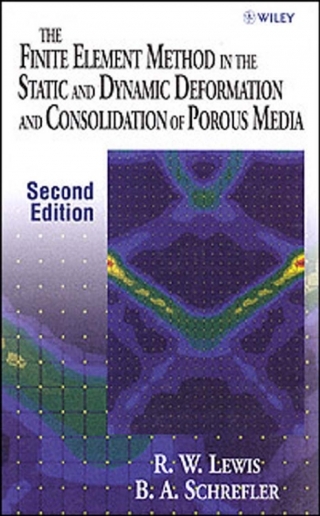 WILEY
THE
FINITE ELEMENT METHOD IN THE
STATIC AND DYNAMIC DEFORMATION
AND CONSOLIDATION OF POROUS MEDIA
Second
Edition
R. W. LEWIS
B. A. SCHREFLER